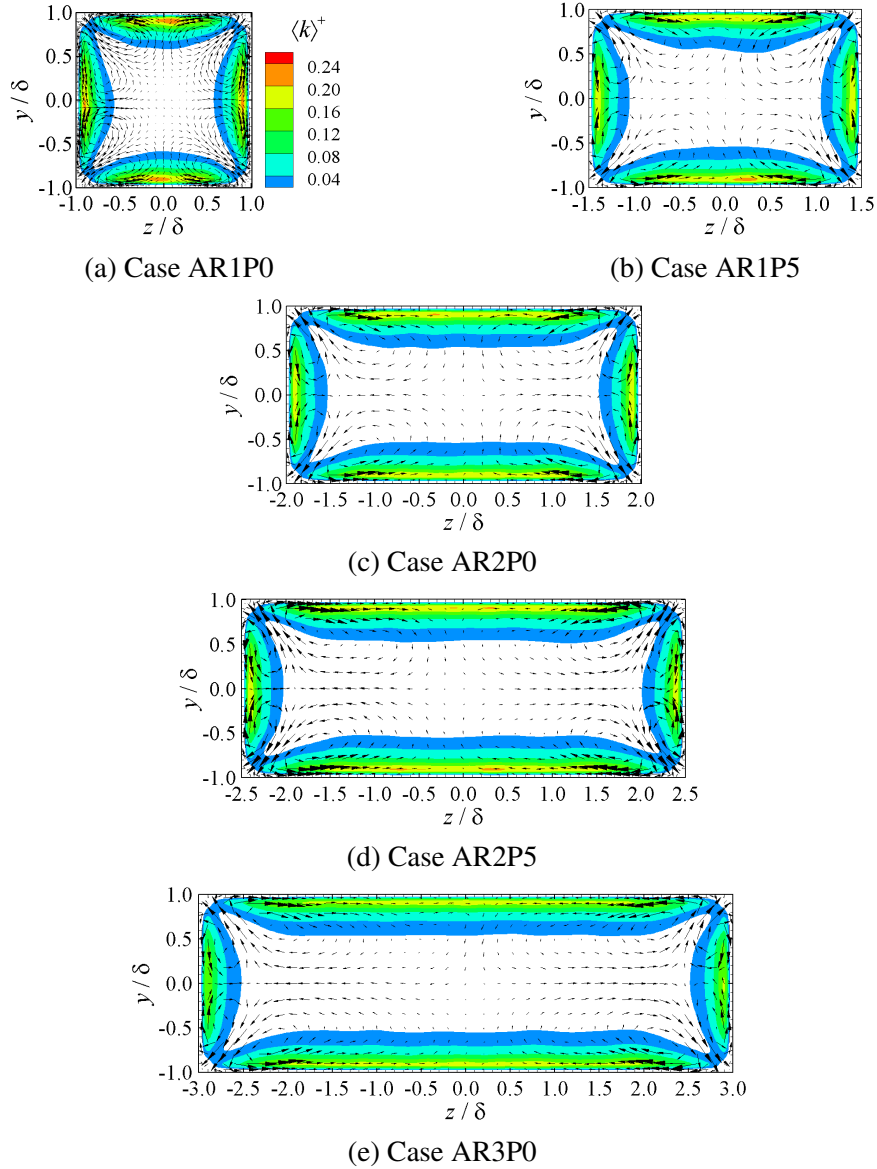 ⟨k⟩⁺
0.24
0.20
0.16
0.12
0.08
0.04
y / δ
1.0
0.5
0.0
-0.5
-1.0
-1.0 -0.5 0.0 0.5 1.0
z / δ
(a) Case AR1P0
y / δ
1.0
0.5
0.0
-0.5
-1.0
-1.5 -1.0 -0.5 0.0 0.5 1.0 1.5
z / δ
(b) Case AR1P5
y / δ
1.0
0.5
0.0
-0.5
-1.0
-2.0 -1.5 -1.0 -0.5 0.0 0.5 1.0 1.5 2.0
z / δ
(c) Case AR2P0
y / δ
1.0
0.5
0.0
-0.5
-1.0
-2.5 -2.0 -1.5 -1.0 -0.5 0.0 0.5 1.0 1.5 2.0 2.5
z / δ
(d) Case AR2P5
y / δ
1.0
0.5
0.0
-0.5
-1.0
-3.0 -2.5 -2.0 -1.5 -1.0 -0.5 0.0 0.5 1.0 1.5 2.0 2.5 3.0
z / δ
(e) Case AR3P0